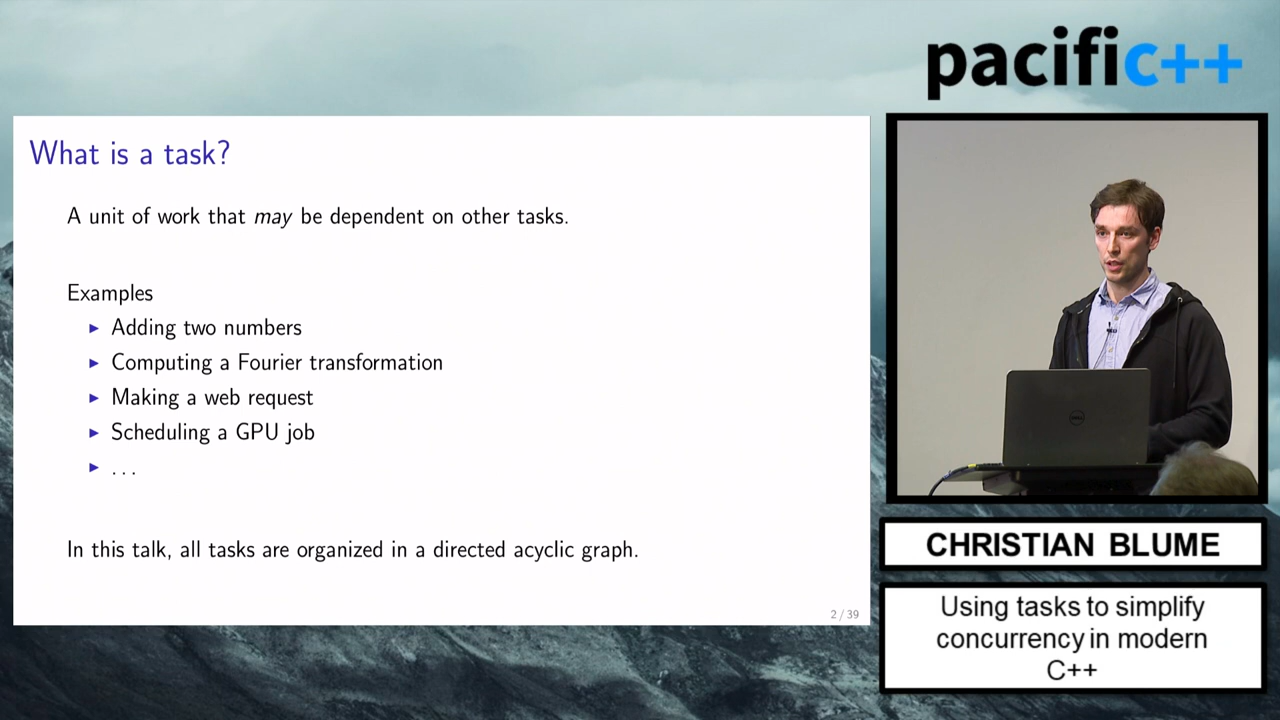 pacific++
What is a task?
A unit of work that may be dependent on other tasks.
Examples
▶ Adding two numbers
▶ Computing a Fourier transformation
▶ Making a web request
▶ Scheduling a GPU job
▶ . . .
In this talk, all tasks are organized in a directed acyclic graph.
2 / 39
DELL
CHRISTIAN BLUME
Using tasks to simplify
concurrency in modern
C++